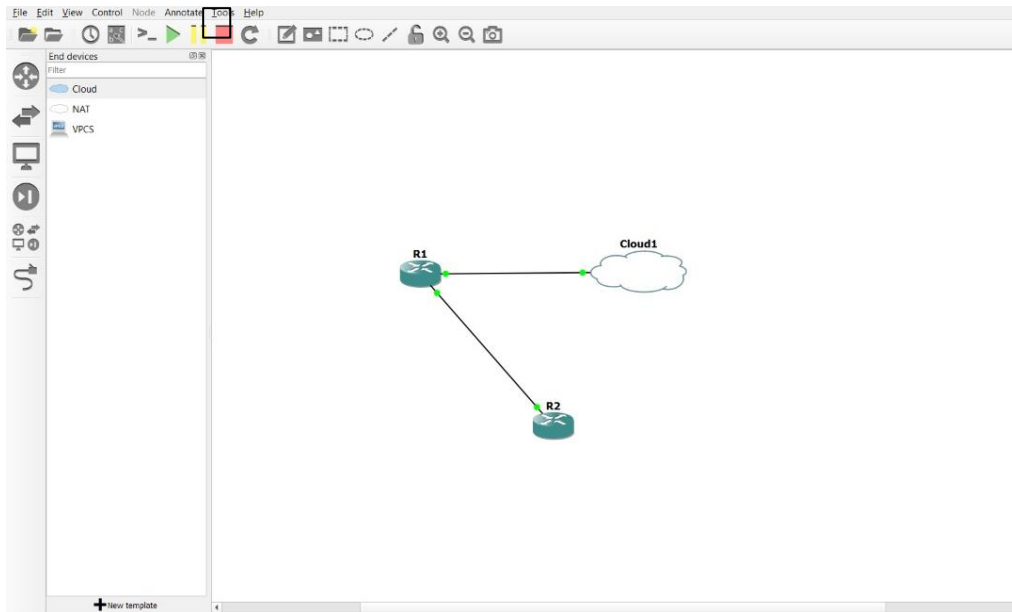 File Edit View Control Node Annotate Tools Help
End devices
Filter
Cloud
NAT
VPCS
R1
Cloud1
R2
New template